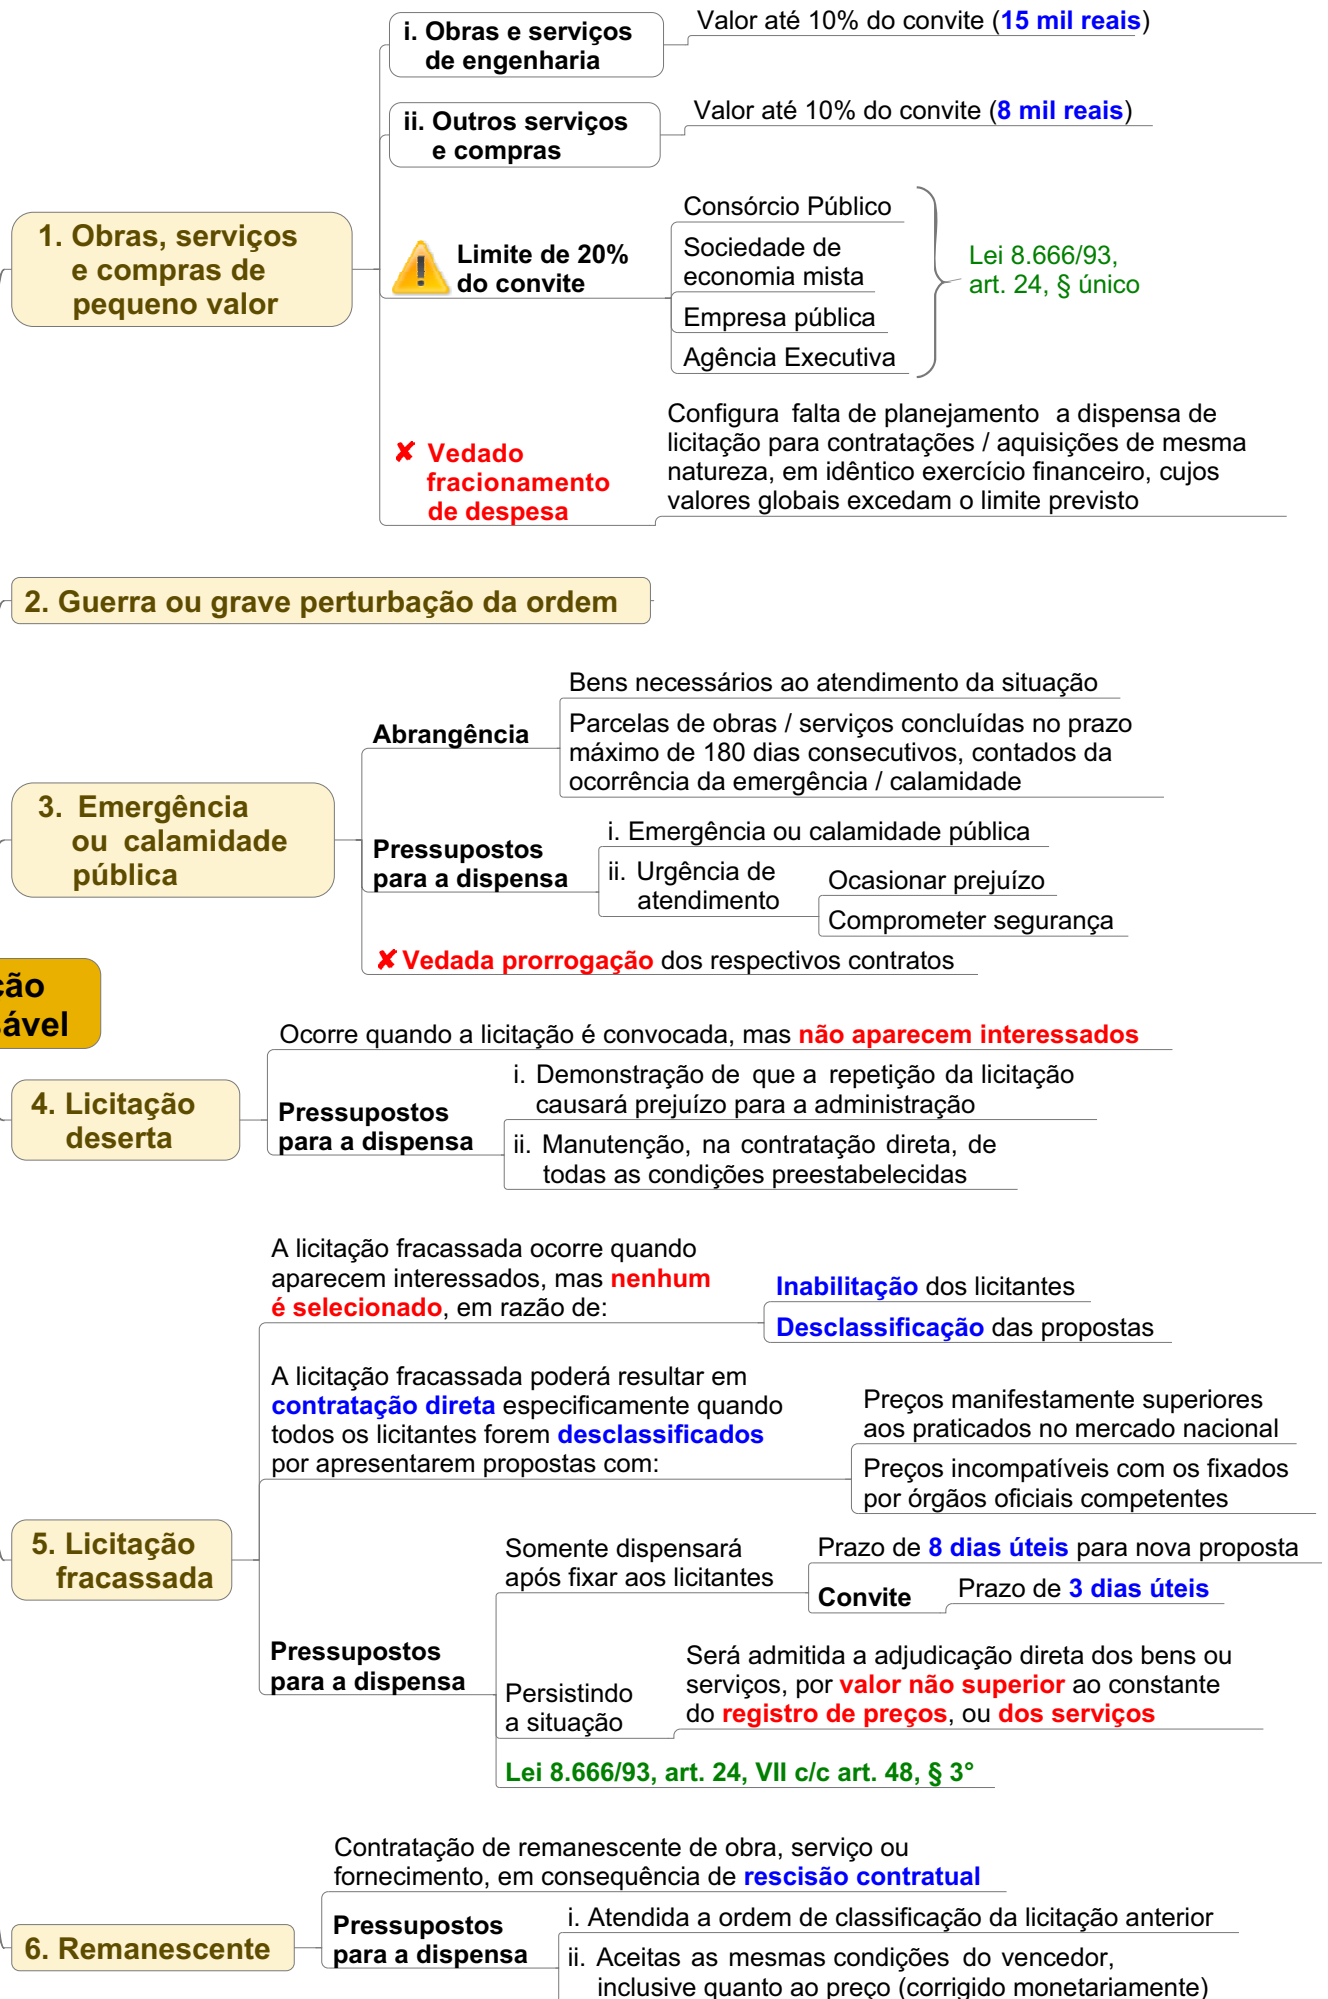 i. Obras e serviços
de engenharia
Valor até 10% do convite (15 mil reais)
ii. Outros serviços
e compras
Valor até 10% do convite (8 mil reais)
1. Obras, serviços
e compras de
pequeno valor
Limite de 20%
do convite
Consórcio Público
Sociedade de
economia mista
Empresa pública
Agência Executiva
Lei 8.666/93,
art. 24, § único
✘ Vedado
fracionamento
de despesa
Configura falta de planejamento a dispensa de
licitação para contratações / aquisições de mesma
natureza, em idêntico exercício financeiro, cujos
valores globais excedam o limite previsto
2. Guerra ou grave perturbação da ordem
3. Emergência
ou calamidade
pública
Abrangência
Bens necessários ao atendimento da situação
Parcelas de obras / serviços concluídas no prazo
máximo de 180 dias consecutivos, contados da
ocorrência da emergência / calamidade
Pressupostos
para a dispensa
i. Emergência ou calamidade pública
ii. Urgência de
atendimento
Ocasionar prejuízo
Comprometer segurança
✘ Vedada prorrogação dos respectivos contratos
ção
sável
4. Licitação
deserta
Ocorre quando a licitação é convocada, mas não aparecem interessados
Pressupostos
para a dispensa
i. Demonstração de que a repetição da licitação
causará prejuízo para a administração
ii. Manutenção, na contratação direta, de
todas as condições preestabelecidas
5. Licitação
fracassada
A licitação fracassada ocorre quando
aparecem interessados, mas nenhum
é selecionado, em razão de:
Inabilitação dos licitantes
Desclassificação das propostas
A licitação fracassada poderá resultar em
contratação direta especificamente quando
todos os licitantes forem desclassificados
por apresentarem propostas com:
Preços manifestamente superiores
aos praticados no mercado nacional
Preços incompatíveis com os fixados
por órgãos oficiais competentes
Pressupostos
para a dispensa
Somente dispensará
após fixar aos licitantes
Prazo de 8 dias úteis para nova proposta
Convite
Prazo de 3 dias úteis
Persistindo
a situação
Será admitida a adjudicação direta dos bens ou
serviços, por valor não superior ao constante
do registro de preços, ou dos serviços
Lei 8.666/93, art. 24, VII c/c art. 48, § 3°
6. Remanescente
Contratação de remanescente de obra, serviço ou
fornecimento, em consequência de rescisão contratual
Pressupostos
para a dispensa
i. Atendida a ordem de classificação da licitação anterior
ii. Aceitas as mesmas condições do vencedor,
inclusive quanto ao preço (corrigido monetariamente)